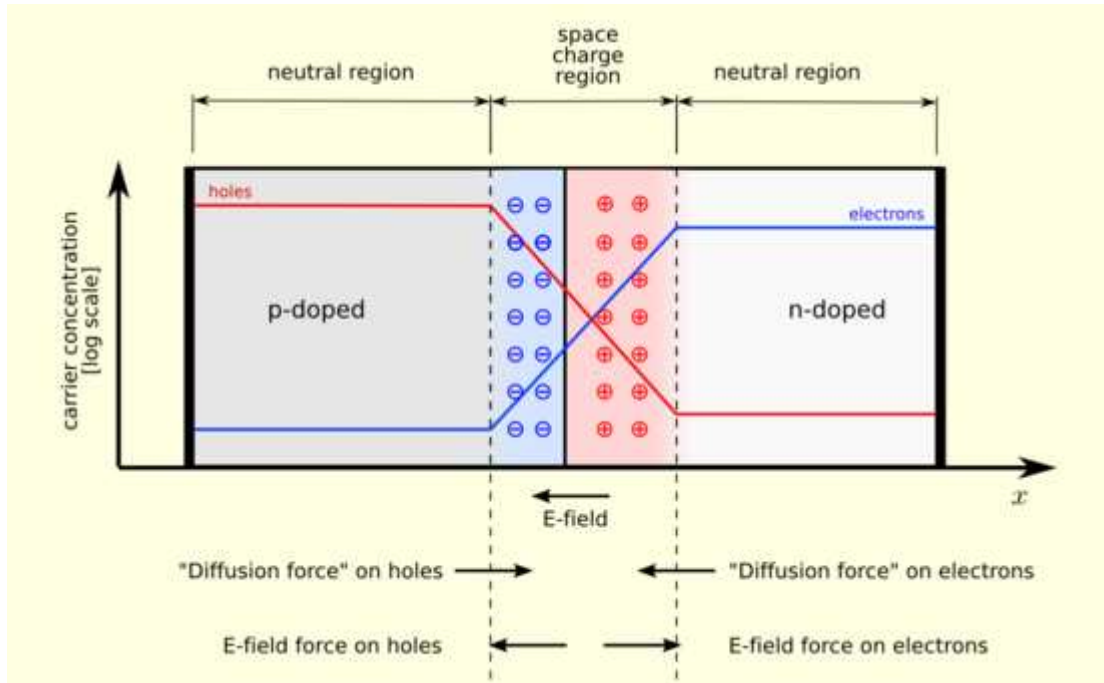 space
charge
region
neutral region
neutral region
holes
electrons
carrier concentration
[log scale]
p-doped
n-doped
x
E-field
"Diffusion force" on holes
"Diffusion force" on electrons
E-field force on holes
E-field force on electrons